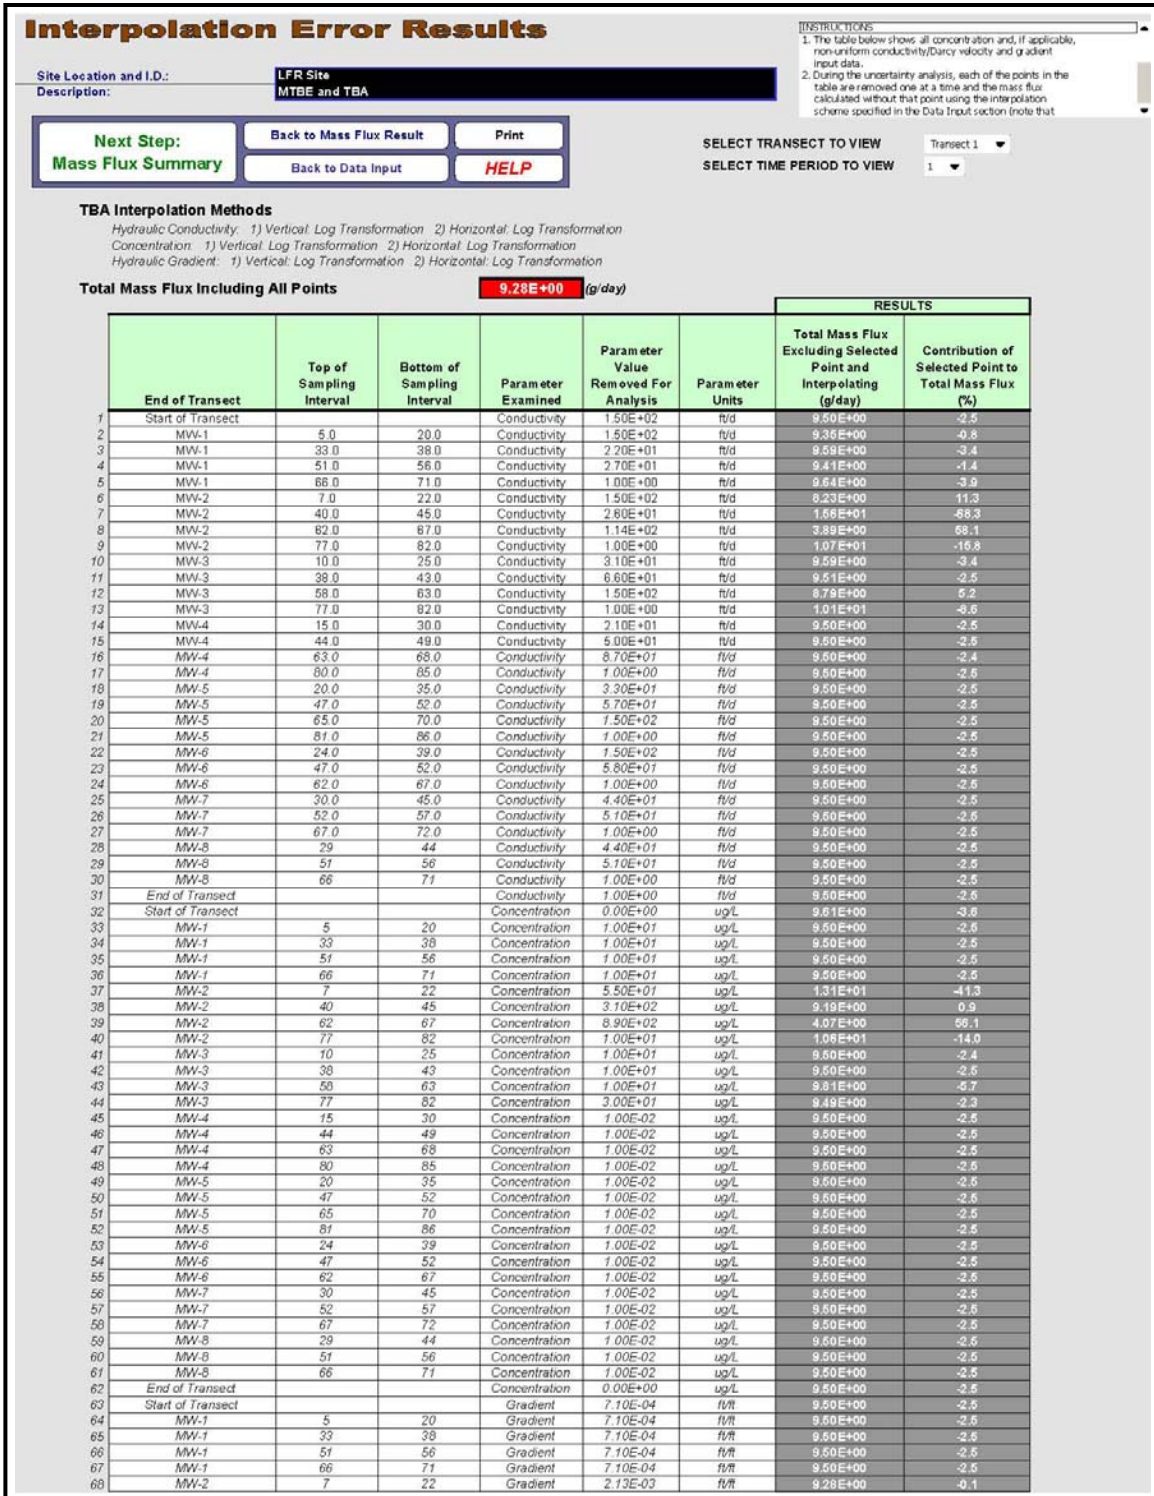 Interpolation Error Results
INSTRUCTIONS
1. The table below shows all concentration and, if applicable,
non-uniform conductivity/Darcy velocity and gradient
input data.
2. During the uncertainty analysis, each of the points in the
table are removed one at a time and the mass flux
calculated without that point using the interpolation
scheme specified in the Data Input section (note that
Site Location and I.D.: LFR Site
Description: MTBE and TBA
Next Step:
Mass Flux Summary
Back to Mass Flux Result Print
Back to Data Input HELP
SELECT TRANSECT TO VIEW Transect 1
SELECT TIME PERIOD TO VIEW 1
TBA Interpolation Methods
Hydraulic Conductivity: 1) Vertical: Log Transformation 2) Horizontal: Log Transformation
Concentration: 1) Vertical: Log Transformation 2) Horizontal: Log Transformation
Hydraulic Gradient: 1) Vertical: Log Transformation 2) Horizontal: Log Transformation
Total Mass Flux Including All Points 9.28E+00 (g/day)
RESULTS
End of Transect Top of Sampling Interval Bottom of Sampling Interval Parameter Examined Parameter Value Removed For Analysis Parameter Units Total Mass Flux Excluding Selected Point and Interpolating (g/day) Contribution of Selected Point to Total Mass Flux (%)
1 Start of Transect Conductivity 1.50E+02 ft/d 9.50E+00 -2.5
2 MW-1 5.0 20.0 Conductivity 1.50E+02 ft/d 9.35E+00 -0.8
3 MW-1 33.0 38.0 Conductivity 2.20E+01 ft/d 9.59E+00 -3.4
4 MW-1 51.0 56.0 Conductivity 2.70E+01 ft/d 9.41E+00 -1.4
5 MW-1 66.0 71.0 Conductivity 1.00E+00 ft/d 9.64E+00 -3.9
6 MW-2 7.0 22.0 Conductivity 1.50E+02 ft/d 8.23E+00 11.3
7 MW-2 40.0 45.0 Conductivity 2.60E+01 ft/d 1.56E+01 -68.3
8 MW-2 62.0 67.0 Conductivity 1.14E+02 ft/d 3.89E+00 58.1
9 MW-2 77.0 82.0 Conductivity 1.00E+00 ft/d 1.07E+01 -15.8
10 MW-3 10.0 25.0 Conductivity 3.10E+01 ft/d 9.59E+00 -3.4
11 MW-3 38.0 43.0 Conductivity 6.60E+01 ft/d 9.51E+00 -2.5
12 MW-3 58.0 63.0 Conductivity 1.50E+02 ft/d 8.79E+00 5.2
13 MW-3 77.0 82.0 Conductivity 1.00E+00 ft/d 1.01E+01 -8.6
14 MW-4 15.0 30.0 Conductivity 2.10E+01 ft/d 9.50E+00 -2.5
15 MW-4 44.0 49.0 Conductivity 5.00E+01 ft/d 9.50E+00 -2.5
16 MW-4 63.0 68.0 Conductivity 8.70E+01 ft/d 9.50E+00 -2.4
17 MW-4 80.0 85.0 Conductivity 1.00E+00 ft/d 9.50E+00 -2.5
18 MW-5 20.0 35.0 Conductivity 3.30E+01 ft/d 9.50E+00 -2.5
19 MW-5 47.0 52.0 Conductivity 5.70E+01 ft/d 9.50E+00 -2.5
20 MW-5 65.0 70.0 Conductivity 1.50E+02 ft/d 9.50E+00 -2.5
21 MW-5 81.0 86.0 Conductivity 1.00E+00 ft/d 9.50E+00 -2.5
22 MW-6 24.0 39.0 Conductivity 1.50E+02 ft/d 9.50E+00 -2.5
23 MW-6 47.0 52.0 Conductivity 5.80E+01 ft/d 9.50E+00 -2.5
24 MW-6 62.0 67.0 Conductivity 1.00E+00 ft/d 9.50E+00 -2.5
25 MW-7 30.0 45.0 Conductivity 4.40E+01 ft/d 9.50E+00 -2.5
26 MW-7 52.0 57.0 Conductivity 5.10E+01 ft/d 9.50E+00 -2.5
27 MW-7 67.0 72.0 Conductivity 1.00E+00 ft/d 9.50E+00 -2.5
28 MW-8 29 44 Conductivity 4.40E+01 ft/d 9.50E+00 -2.5
29 MW-8 51 56 Conductivity 5.10E+01 ft/d 9.50E+00 -2.5
30 MW-8 66 71 Conductivity 1.00E+00 ft/d 9.50E+00 -2.5
31 End of Transect Conductivity 1.00E+00 ft/d 9.50E+00 -2.5
32 Start of Transect Concentration 0.00E+00 ug/L 9.61E+00 -3.6
33 MW-1 5 20 Concentration 1.00E+01 ug/L 9.50E+00 -2.5
34 MW-1 33 38 Concentration 1.00E+01 ug/L 9.50E+00 -2.5
35 MW-1 51 56 Concentration 1.00E+01 ug/L 9.50E+00 -2.5
36 MW-1 66 71 Concentration 1.00E+01 ug/L 9.50E+00 -2.5
37 MW-2 7 22 Concentration 5.50E+01 ug/L 1.31E+01 -41.3
38 MW-2 40 45 Concentration 3.10E+02 ug/L 9.19E+00 0.9
39 MW-2 62 67 Concentration 8.90E+02 ug/L 4.07E+00 56.1
40 MW-2 77 82 Concentration 1.00E+01 ug/L 1.06E+01 -14.0
41 MW-3 10 25 Concentration 1.00E+01 ug/L 9.50E+00 -2.4
42 MW-3 38 43 Concentration 1.00E+01 ug/L 9.50E+00 -2.5
43 MW-3 58 63 Concentration 1.00E+01 ug/L 9.81E+00 -5.7
44 MW-3 77 82 Concentration 3.00E+01 ug/L 9.49E+00 -2.3
45 MW-4 15 30 Concentration 1.00E-02 ug/L 9.50E+00 -2.5
46 MW-4 44 49 Concentration 1.00E-02 ug/L 9.50E+00 -2.5
47 MW-4 63 68 Concentration 1.00E-02 ug/L 9.50E+00 -2.5
48 MW-4 80 85 Concentration 1.00E-02 ug/L 9.50E+00 -2.5
49 MW-5 20 35 Concentration 1.00E-02 ug/L 9.50E+00 -2.5
50 MW-5 47 52 Concentration 1.00E-02 ug/L 9.50E+00 -2.5
51 MW-5 65 70 Concentration 1.00E-02 ug/L 9.50E+00 -2.5
52 MW-5 81 86 Concentration 1.00E-02 ug/L 9.50E+00 -2.5
53 MW-6 24 39 Concentration 1.00E-02 ug/L 9.50E+00 -2.5
54 MW-6 47 52 Concentration 1.00E-02 ug/L 9.50E+00 -2.5
55 MW-6 62 67 Concentration 1.00E-02 ug/L 9.50E+00 -2.5
56 MW-7 30 45 Concentration 1.00E-02 ug/L 9.50E+00 -2.5
57 MW-7 52 57 Concentration 1.00E-02 ug/L 9.50E+00 -2.5
58 MW-7 67 72 Concentration 1.00E-02 ug/L 9.50E+00 -2.5
59 MW-8 29 44 Concentration 1.00E-02 ug/L 9.50E+00 -2.5
60 MW-8 51 56 Concentration 1.00E-02 ug/L 9.50E+00 -2.5
61 MW-8 66 71 Concentration 1.00E-02 ug/L 9.50E+00 -2.5
62 End of Transect Concentration 0.00E+00 ug/L 9.50E+00 -2.5
63 Start of Transect Gradient 7.10E-04 ft/ft 9.50E+00 -2.5
64 MW-1 5 20 Gradient 7.10E-04 ft/ft 9.50E+00 -2.5
65 MW-1 33 38 Gradient 7.10E-04 ft/ft 9.50E+00 -2.5
66 MW-1 51 56 Gradient 7.10E-04 ft/ft 9.50E+00 -2.5
67 MW-1 66 71 Gradient 7.10E-04 ft/ft 9.50E+00 -2.5
68 MW-2 7 22 Gradient 2.13E-03 ft/ft 9.28E+00 -0.1